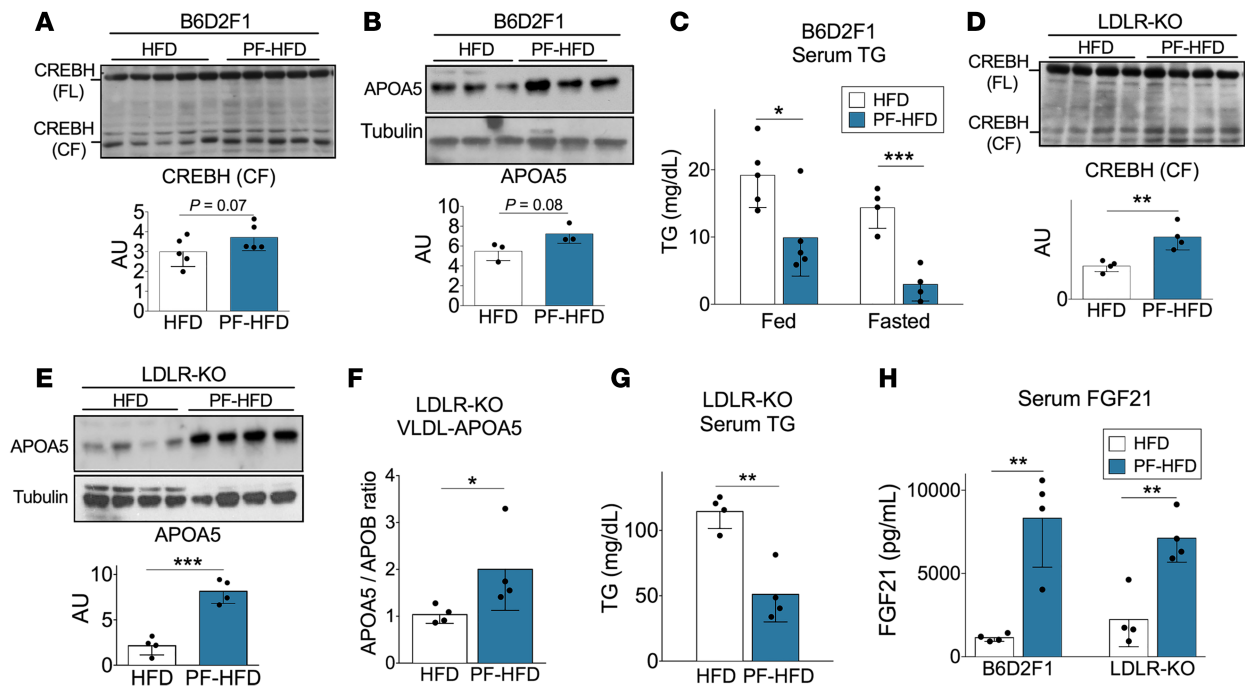 A
B6D2F1
HFD PF-HFD
CREBH
(FL)
CREBH
(CF)
CREBH (CF)
P = 0.07
AU
5
4
3
2
1
0
HFD PF-HFD
B
B6D2F1
HFD PF-HFD
APOA5
Tubulin
APOA5
P = 0.08
AU
10
8
6
4
2
0
HFD PF-HFD
C
B6D2F1
Serum TG
HFD
PF-HFD
*
***
TG (mg/dL)
20
10
0
Fed Fasted
D
LDLR-KO
HFD PF-HFD
CREBH
(FL)
CREBH
(CF)
CREBH (CF)
**
AU
0
HFD PF-HFD
E
LDLR-KO
HFD PF-HFD
APOA5
Tubulin
APOA5
***
AU
10
5
0
HFD PF-HFD
F
LDLR-KO
VLDL-APOA5
*
APOA5 / APOB ratio
4
3
2
1
0
HFD PF-HFD
G
LDLR-KO
Serum TG
**
TG (mg/dL)
100
50
0
HFD PF-HFD
H
Serum FGF21
HFD
PF-HFD
**
**
FGF21 (pg/mL)
10000
5000
0
B6D2F1 LDLR-KO